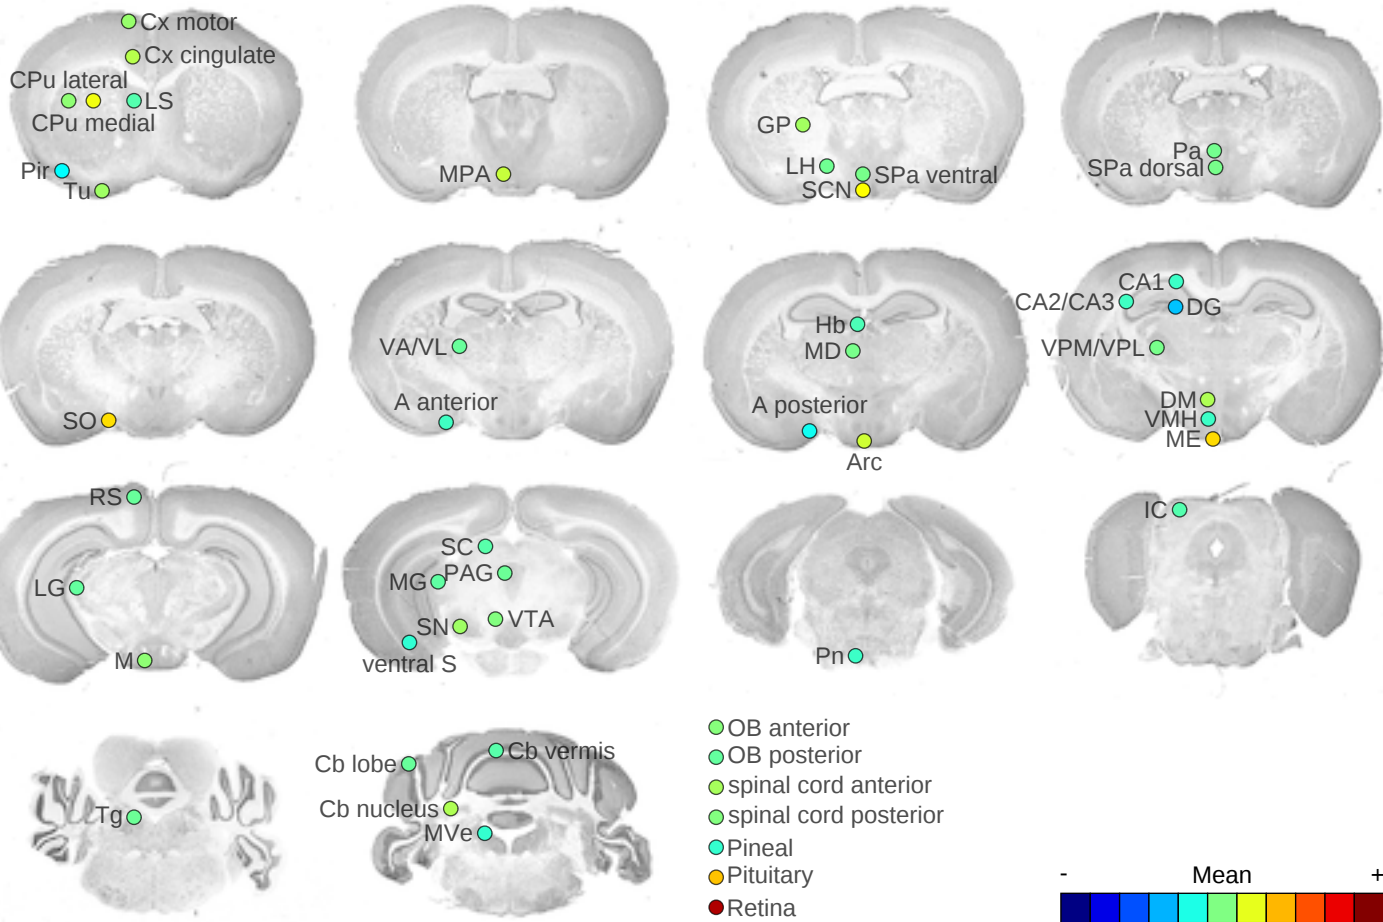 Cx motor
Cx cingulate
CPu lateral
LS
CPu medial
Pir
Tu
MPA
GP
LH
SPa ventral
SCN
Pa
SPa dorsal
SO
VA/VL
A anterior
Hb
MD
A posterior
Arc
CA1
CA2/CA3
DG
VPM/VPL
DM
VMH
ME
RS
LG
M
SC
MG
PAG
SN
VTA
ventral S
Pn
IC
Tg
Cb lobe
Cb vermis
Cb nucleus
MVe
OB anterior
OB posterior
spinal cord anterior
spinal cord posterior
Pineal
Pituitary
Retina
- Mean +